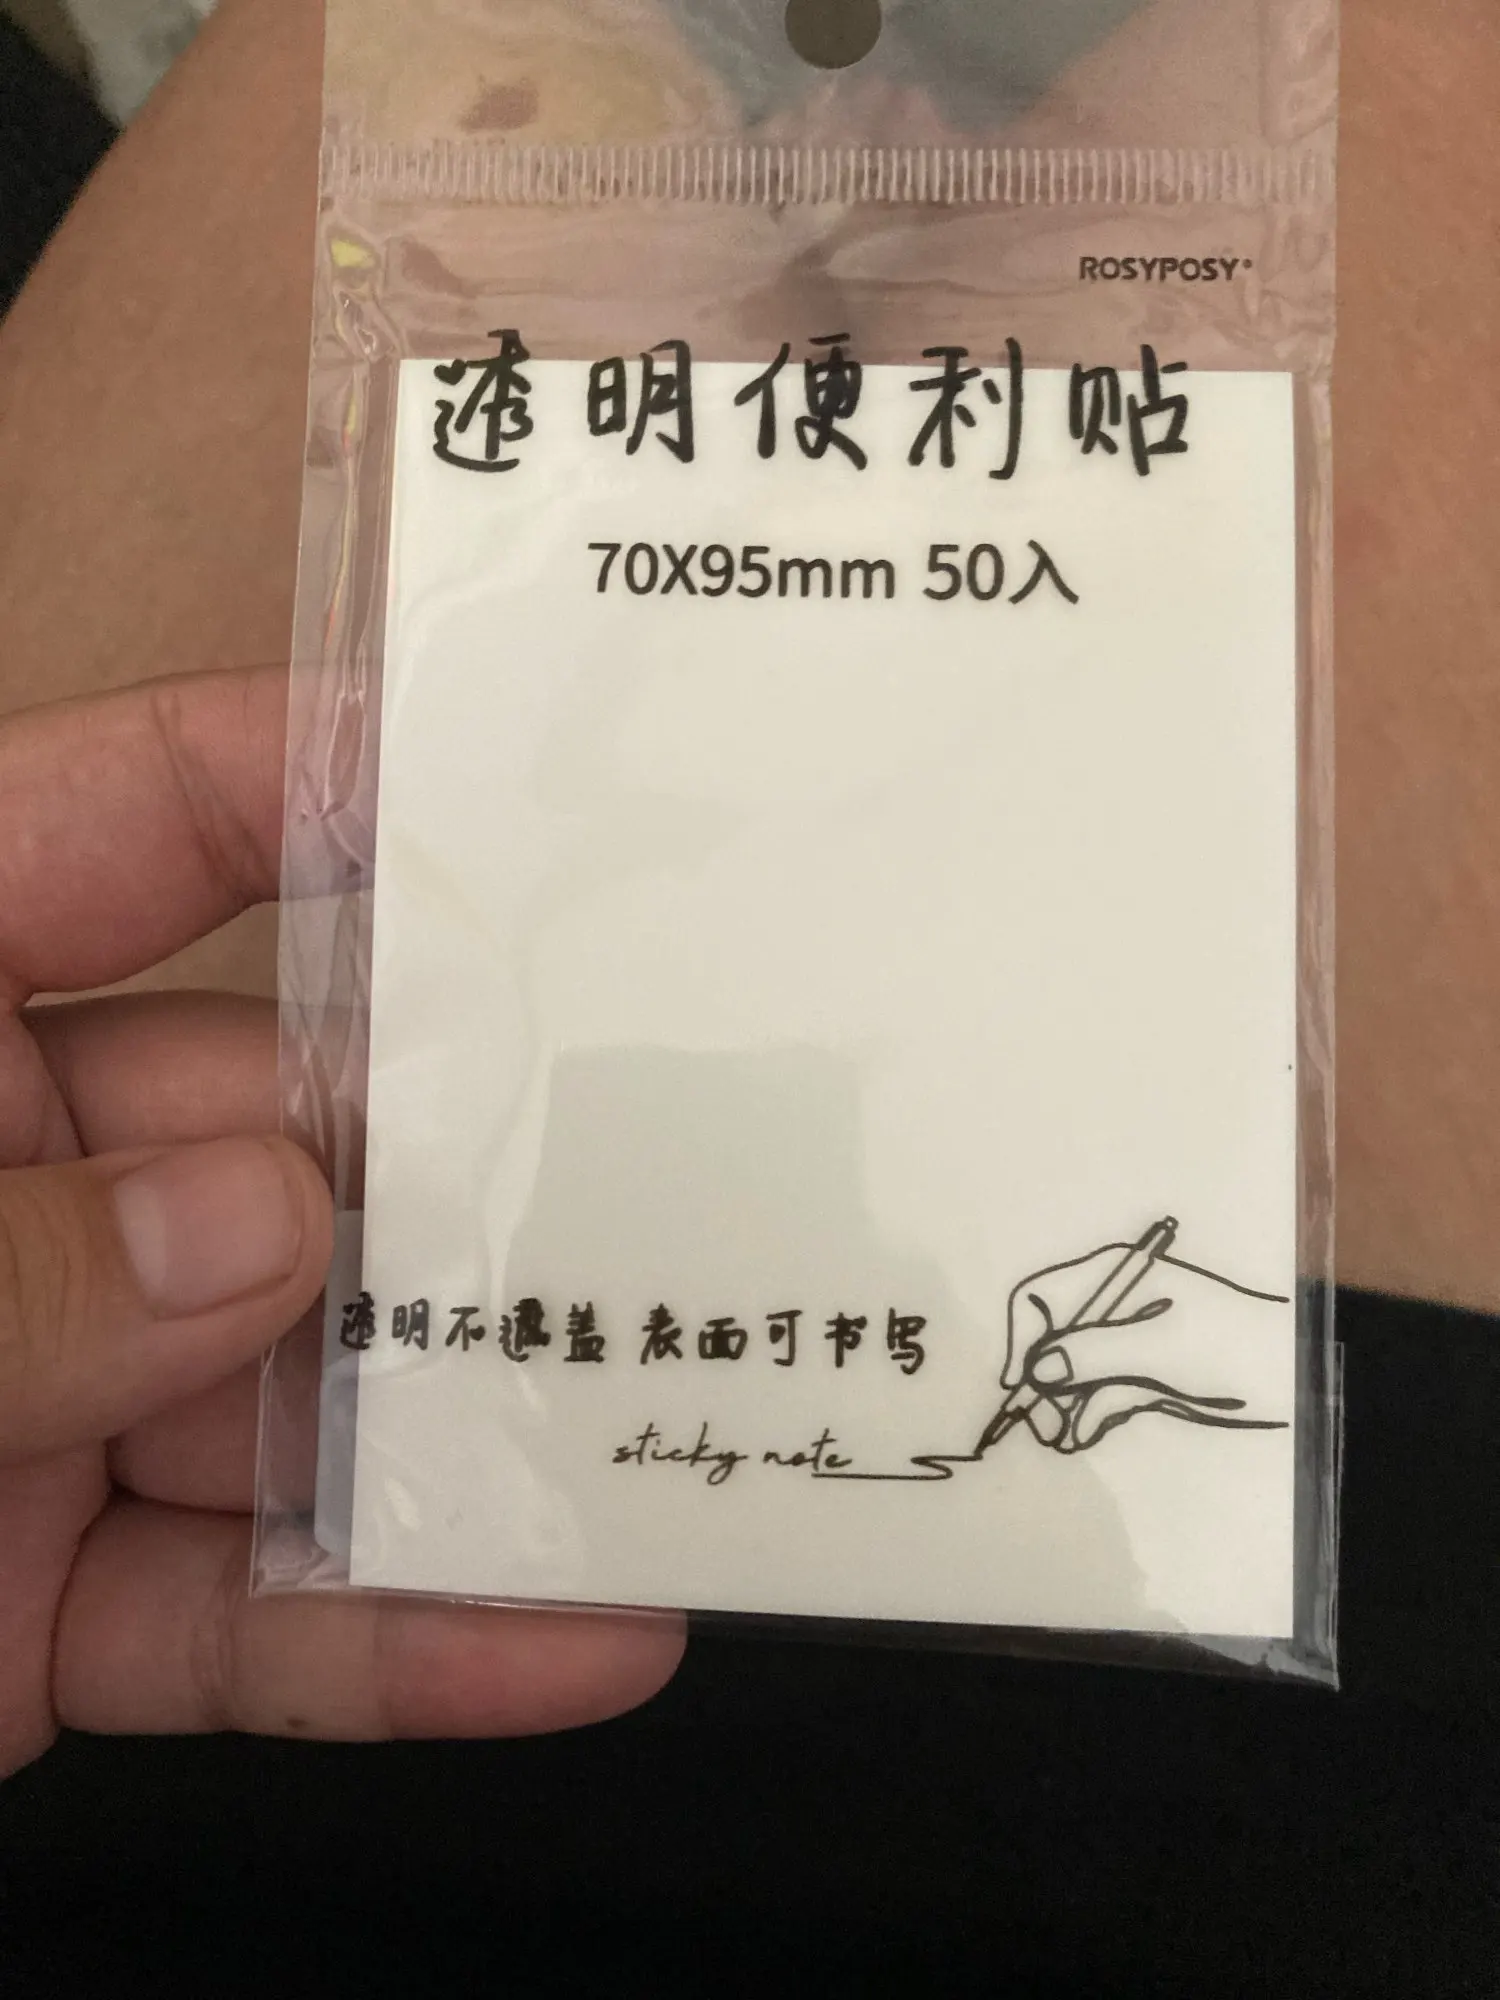 ROSYPOSY®
透明便利贴
70X95mm 50入
透明不遮盖 表面可书写
sticky note